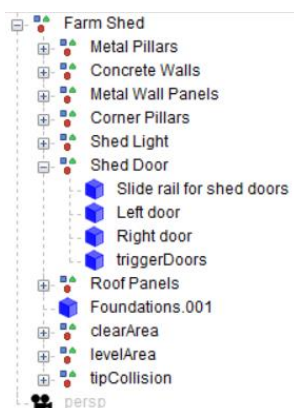 Farm Shed
Metal Pillars
Concrete Walls
Metal Wall Panels
Corner Pillars
Shed Light
Shed Door
Slide rail for shed doors
Left door
Right door
triggerDoors
Roof Panels
Foundations.001
clearArea
levelArea
tipCollision
persp